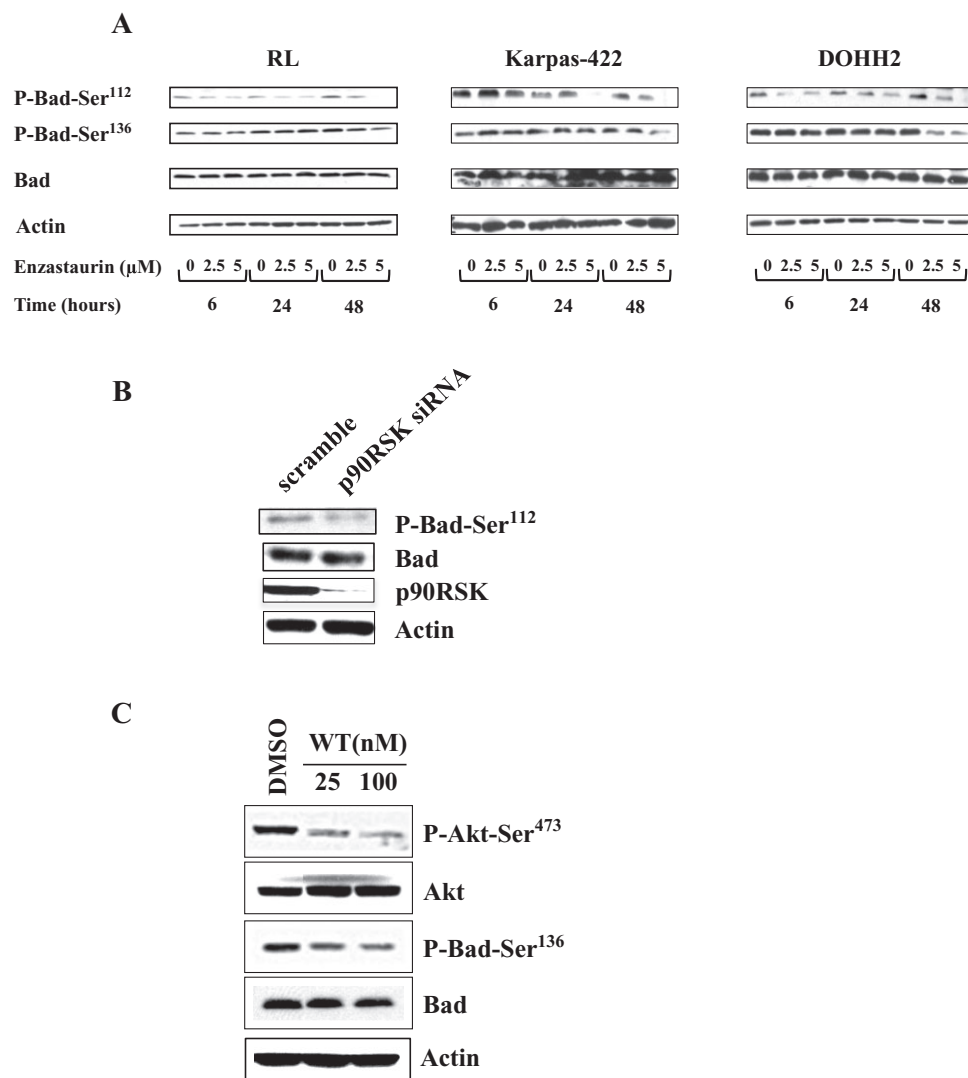 A
RL Karpas-422 DOHH2
P-Bad-Ser¹¹²
P-Bad-Ser¹³⁶
Bad
Actin
Enzastaurin (µM) 0 2.5 5 0 2.5 5 0 2.5 5 0 2.5 5 0 2.5 5 0 2.5 5 0 2.5 5 0 2.5 5 0 2.5 5
Time (hours) 6 24 48 6 24 48 6 24 48
B
scramble p90RSK siRNA
P-Bad-Ser¹¹²
Bad
p90RSK
Actin
C
DMSO WT(nM)
25 100
P-Akt-Ser⁴⁷³
Akt
P-Bad-Ser¹³⁶
Bad
Actin